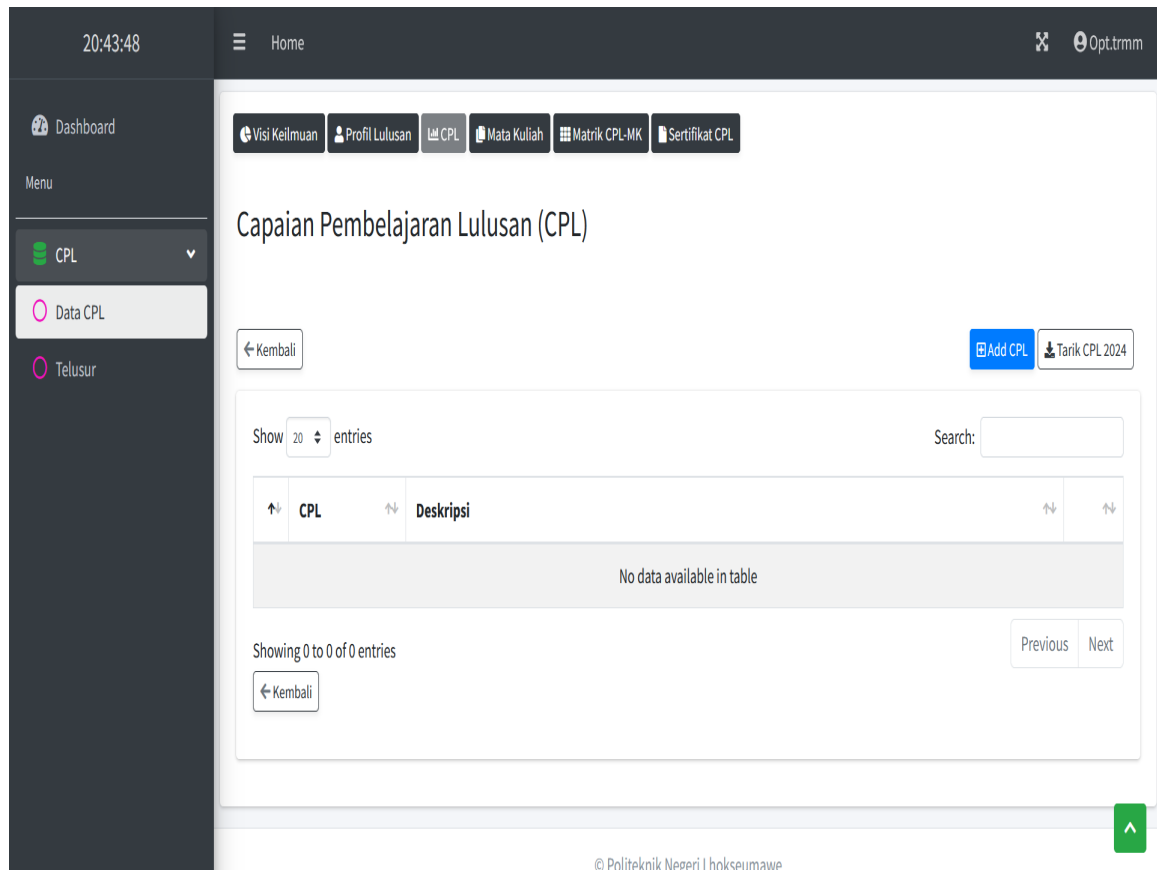 20:43:48
Home
Opt.trmm
Dashboard
Menu
CPL
Data CPL
Telusur
Visi Keilmuan
Profil Lulusan
CPL
Mata Kuliah
Matrik CPL-MK
Sertifikat CPL
Capaian Pembelajaran Lulusan (CPL)
Kembali
Add CPL
Tarik CPL 2024
Show 20 entries
Search:
CPL
Deskripsi
No data available in table
Showing 0 to 0 of 0 entries
Previous
Next
Kembali
© Politeknik Negeri Lhokseumawe